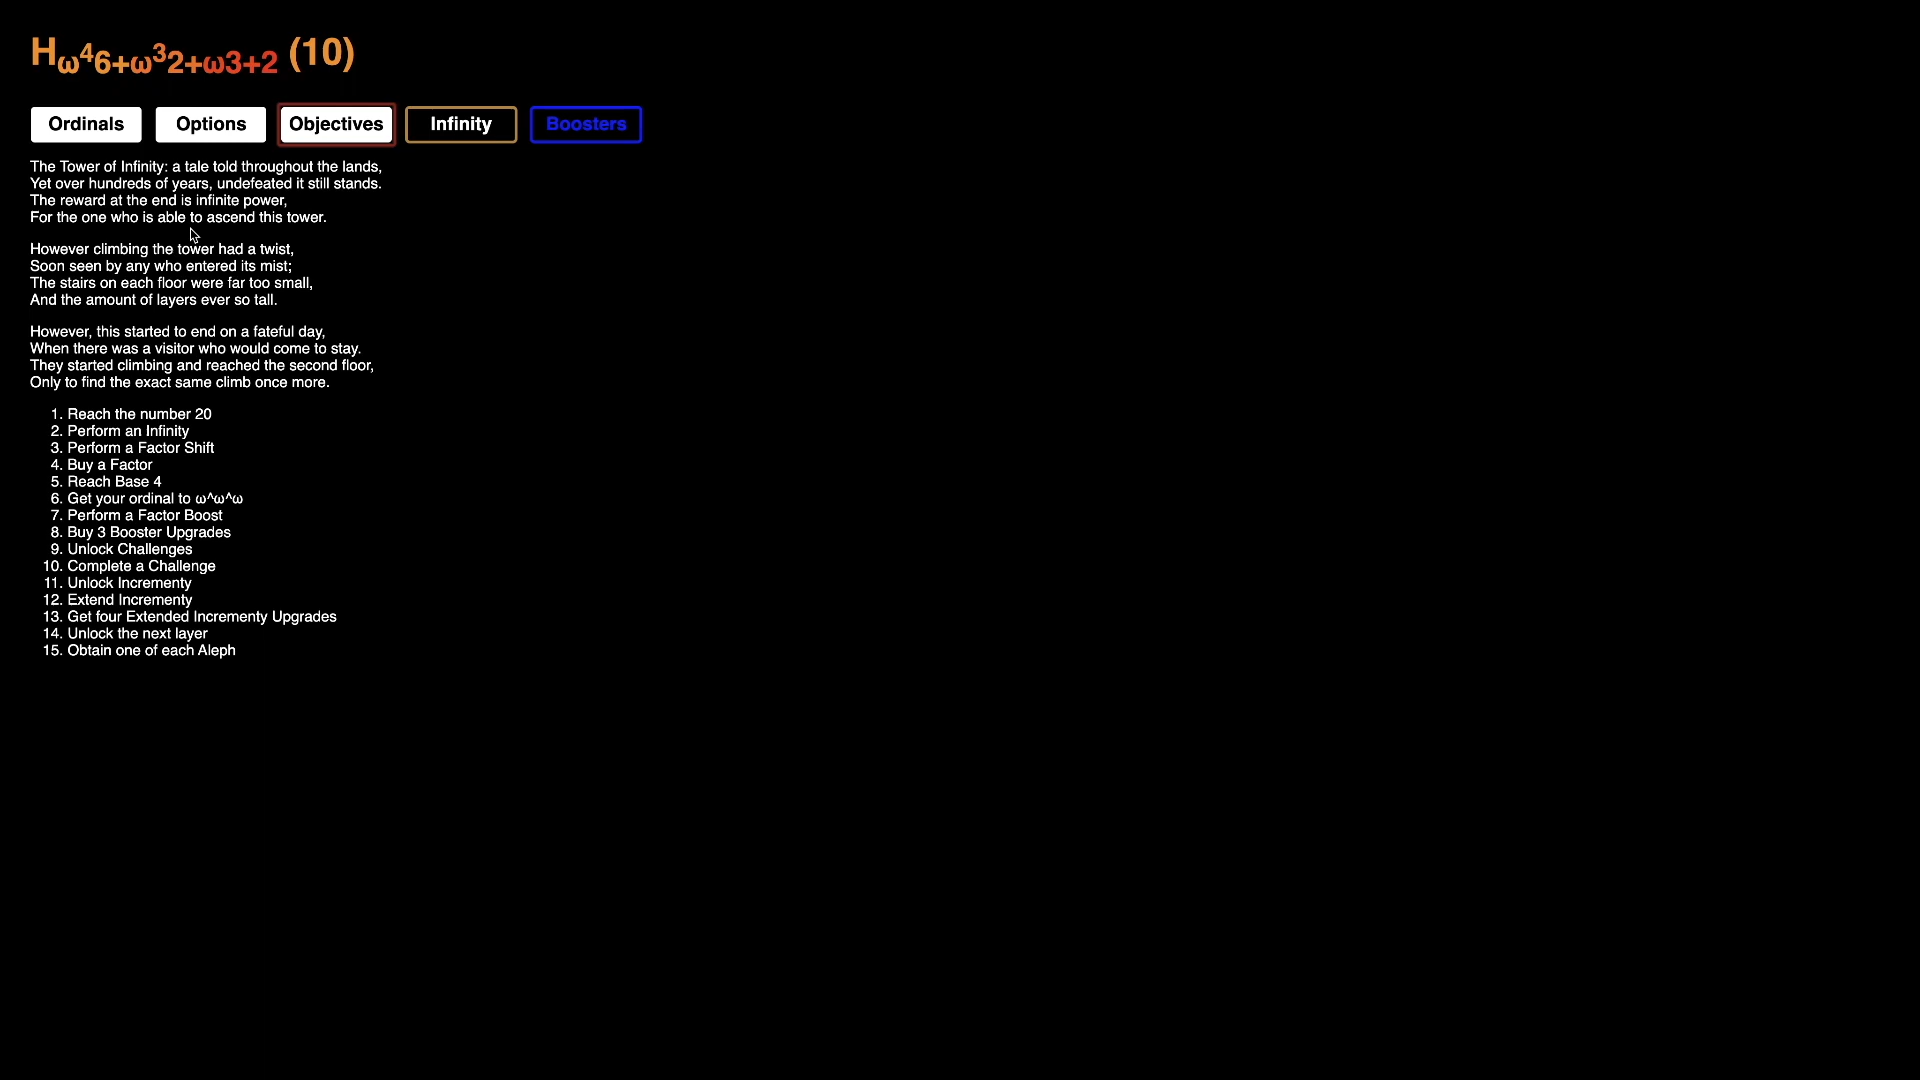 Hω⁴6+ω³2+ω3+2 (10)
Ordinals Options Objectives Infinity Boosters
The Tower of Infinity: a tale told throughout the lands,
Yet over hundreds of years, undefeated it still stands.
The reward at the end is infinite power,
For the one who is able to ascend this tower.
However climbing the tower had a twist,
Soon seen by any who entered its mist;
The stairs on each floor were far too small,
And the amount of layers ever so tall.
However, this started to end on a fateful day,
When there was a visitor who would come to stay.
They started climbing and reached the second floor,
Only to find the exact same climb once more.
1. Reach the number 20
2. Perform an Infinity
3. Perform a Factor Shift
4. Buy a Factor
5. Reach Base 4
6. Get your ordinal to ω^ω^ω
7. Perform a Factor Boost
8. Buy 3 Booster Upgrades
9. Unlock Challenges
10. Complete a Challenge
11. Unlock Incrementy
12. Extend Incrementy
13. Get four Extended Incrementy Upgrades
14. Unlock the next layer
15. Obtain one of each Aleph